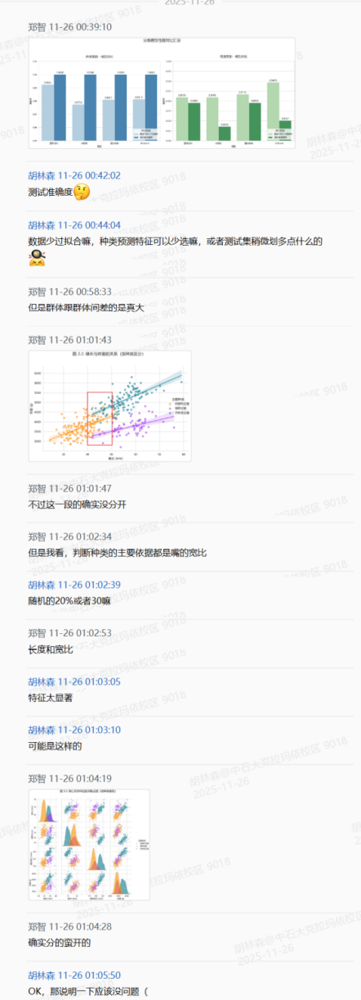 2025-11-26
郑智 11-26 00:39:10
胡林森 11-26 00:42:02
测试准确度
胡林森 11-26 00:44:04
数据少过拟合嘛，种类预测特征可以少选嘛，或者测试集稍微划多点什么的
郑智 11-26 00:58:33
但是群体跟群体间差的是真大
郑智 11-26 01:01:43
郑智 11-26 01:01:47
不过这一段的确实没分开
郑智 11-26 01:02:34
但是我看，判断种类的主要依据都是嘴的宽比
胡林森 11-26 01:02:39
随机的20%或者30嘛
郑智 11-26 01:02:53
长度和宽比
胡林森 11-26 01:03:05
特征太显著
胡林森 11-26 01:03:10
可能是这样的
郑智 11-26 01:04:19
郑智 11-26 01:04:28
确实分的蛮开的
胡林森 11-26 01:05:50
OK，那说明一下应该没问题（
胡林森@中石大克拉玛依校区 9018
2025-11-26